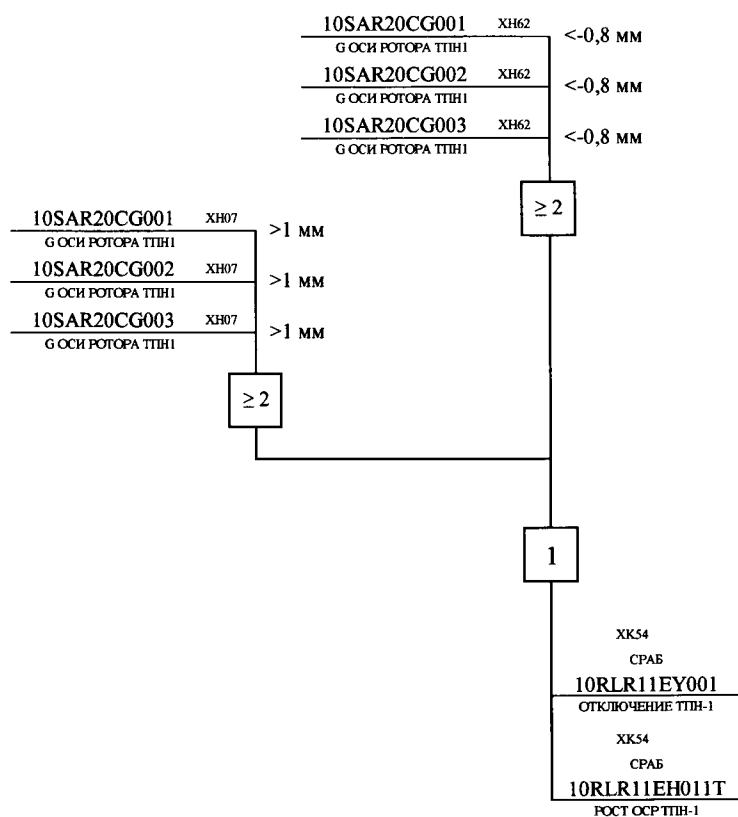 10SAR20CG001 XH62 <-0,8 мм
G ОСИ РОТОРА ТПН1
10SAR20CG002 XH62 <-0,8 мм
G ОСИ РОТОРА ТПН1
10SAR20CG003 XH62 <-0,8 мм
G ОСИ РОТОРА ТПН1
≥ 2
10SAR20CG001 XH07 >1 мм
G ОСИ РОТОРА ТПН1
10SAR20CG002 XH07 >1 мм
G ОСИ РОТОРА ТПН1
10SAR20CG003 XH07 >1 мм
G ОСИ РОТОРА ТПН1
≥ 2
1
XK54
СРАБ
10RLR11EY001
ОТКЛЮЧЕНИЕ ТПН-1
XK54
СРАБ
10RLR11EH011T
РОСТ ОСР ТПН-1